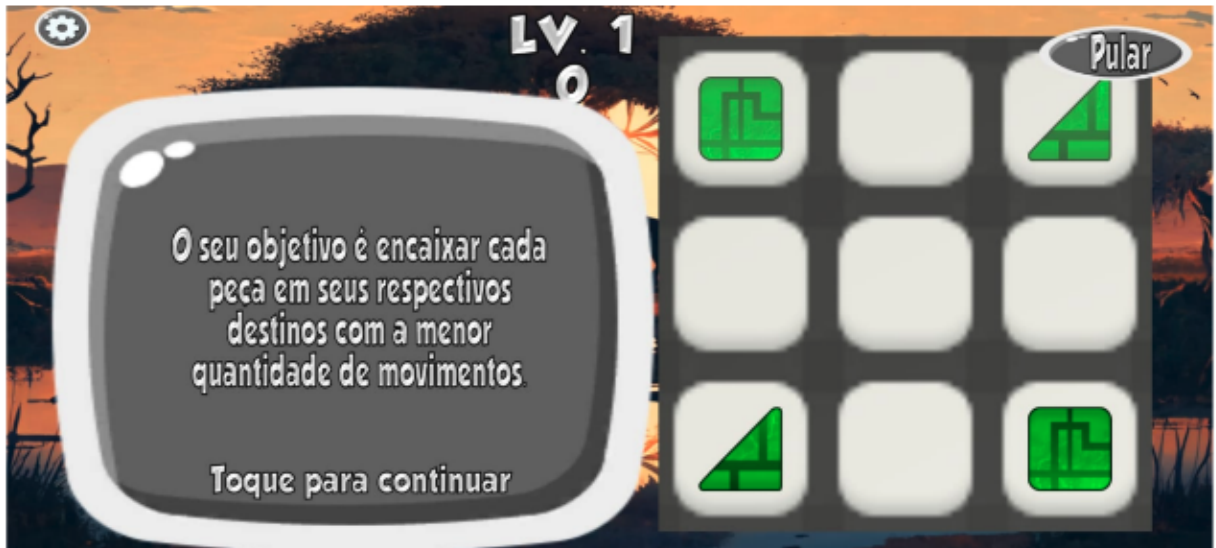 LV. 1
0
Pular
O seu objetivo é encaixar cada
peça em seus respectivos
destinos com a menor
quantidade de movimentos.
Toque para continuar